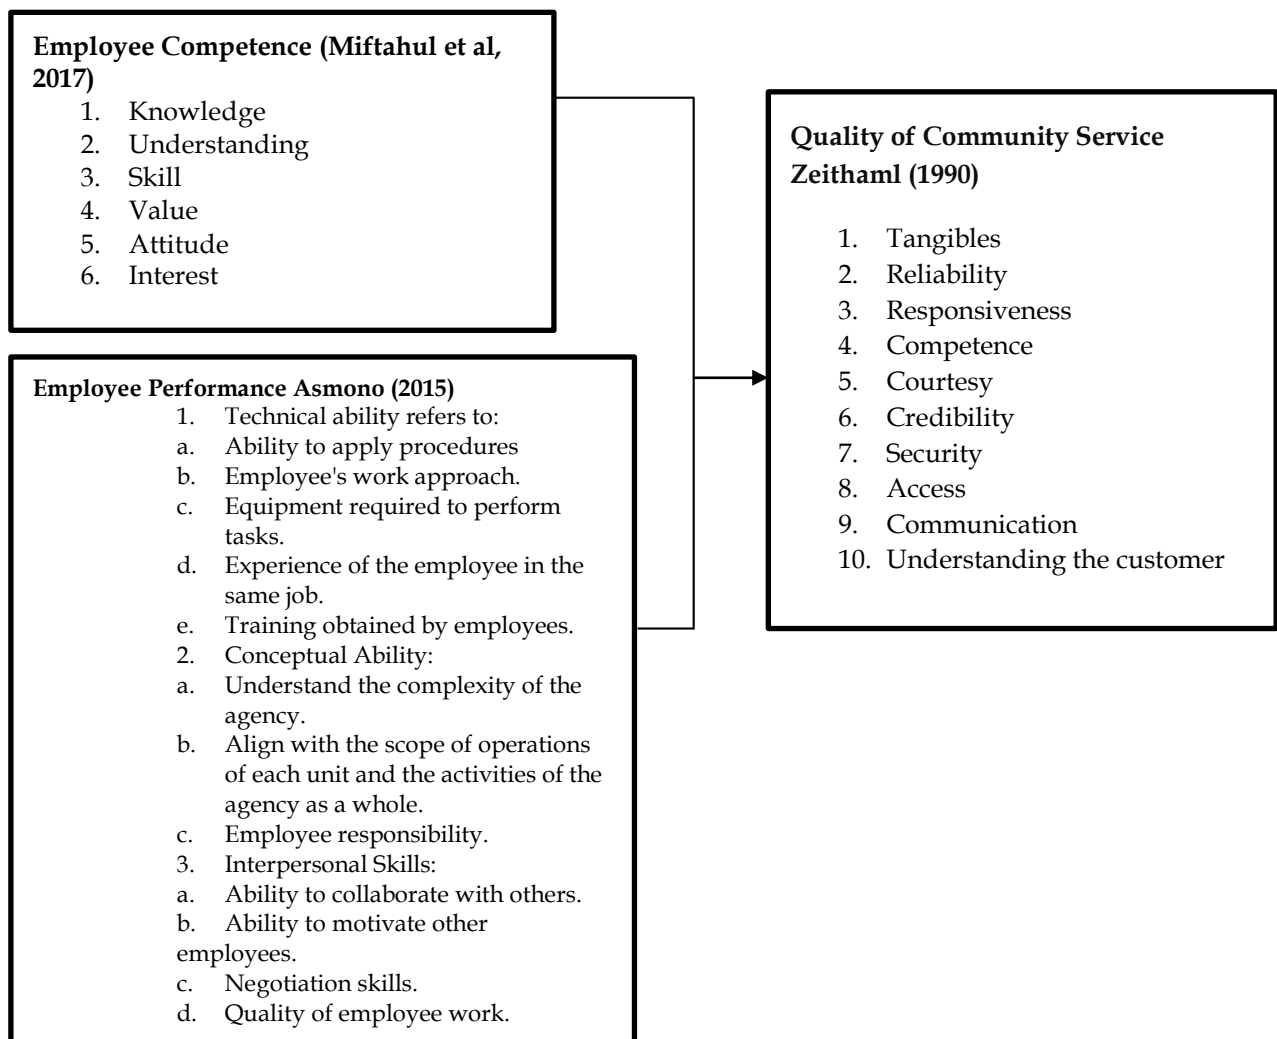 Employee Competence (Miftahul et al,
2017)
1. Knowledge
2. Understanding
3. Skill
4. Value
5. Attitude
6. Interest
Employee Performance Asmono (2015)
1. Technical ability refers to:
a. Ability to apply procedures
b. Employee's work approach.
c. Equipment required to perform
tasks.
d. Experience of the employee in the
same job.
e. Training obtained by employees.
2. Conceptual Ability:
a. Understand the complexity of the
agency.
b. Align with the scope of operations
of each unit and the activities of the
agency as a whole.
c. Employee responsibility.
3. Interpersonal Skills:
a. Ability to collaborate with others.
b. Ability to motivate other
employees.
c. Negotiation skills.
d. Quality of employee work.
Quality of Community Service
Zeithaml (1990)
1. Tangibles
2. Reliability
3. Responsiveness
4. Competence
5. Courtesy
6. Credibility
7. Security
8. Access
9. Communication
10. Understanding the customer